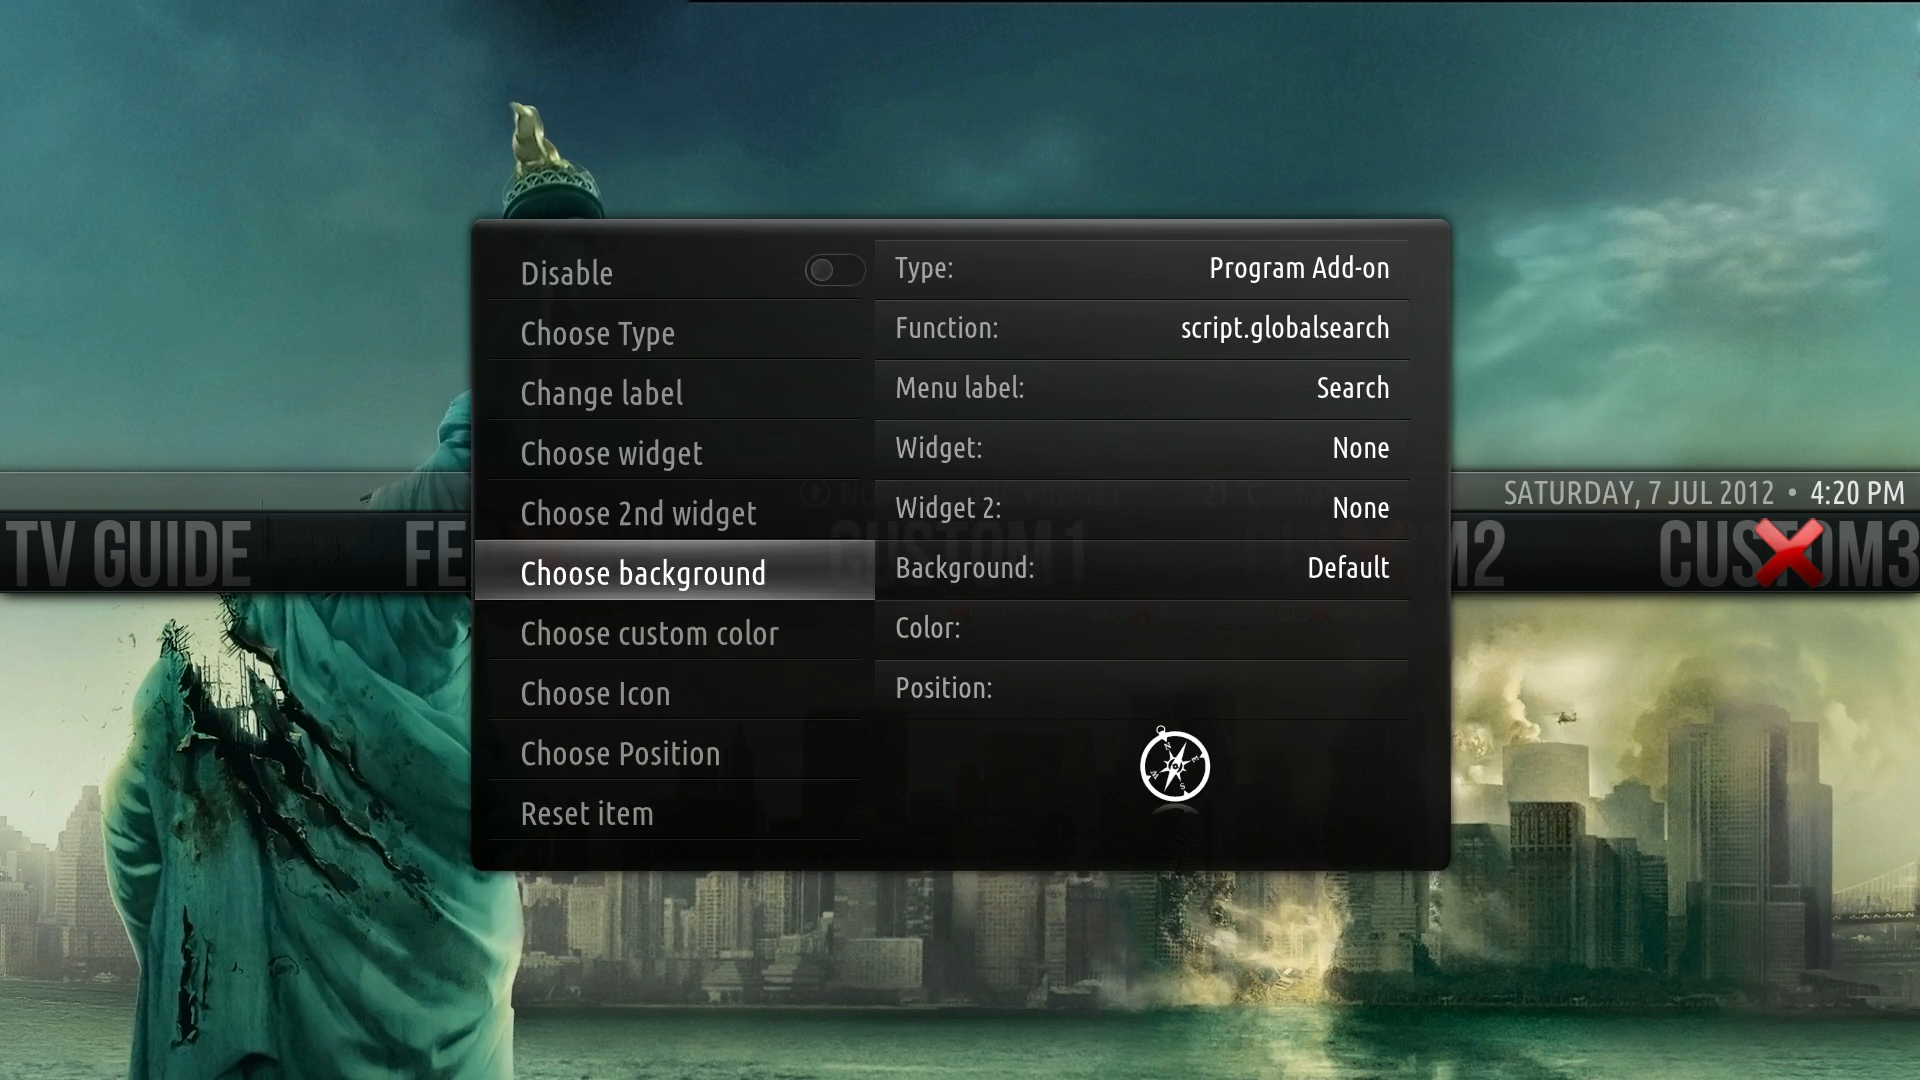 Disable
Choose Type
Change label
Choose widget
Choose 2nd widget
Choose background
Choose custom color
Choose Icon
Choose Position
Reset item
Type: Program Add-on
Function: script.globalsearch
Menu label: Search
Widget: None
Widget 2: None
Background: Default
Color:
Position:
SATURDAY, 7 JUL 2012 • 4:20 PM
TV GUIDE
CUSTOM1
CUSTOM3